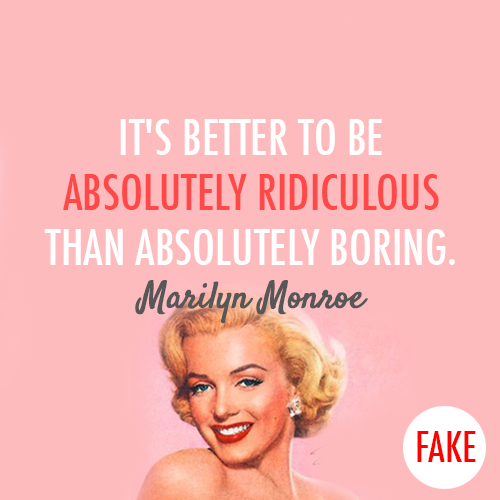 IT'S BETTER TO BE
ABSOLUTELY RIDICULOUS
THAN ABSOLUTELY BORING.
Marilyn Monroe
FAKE